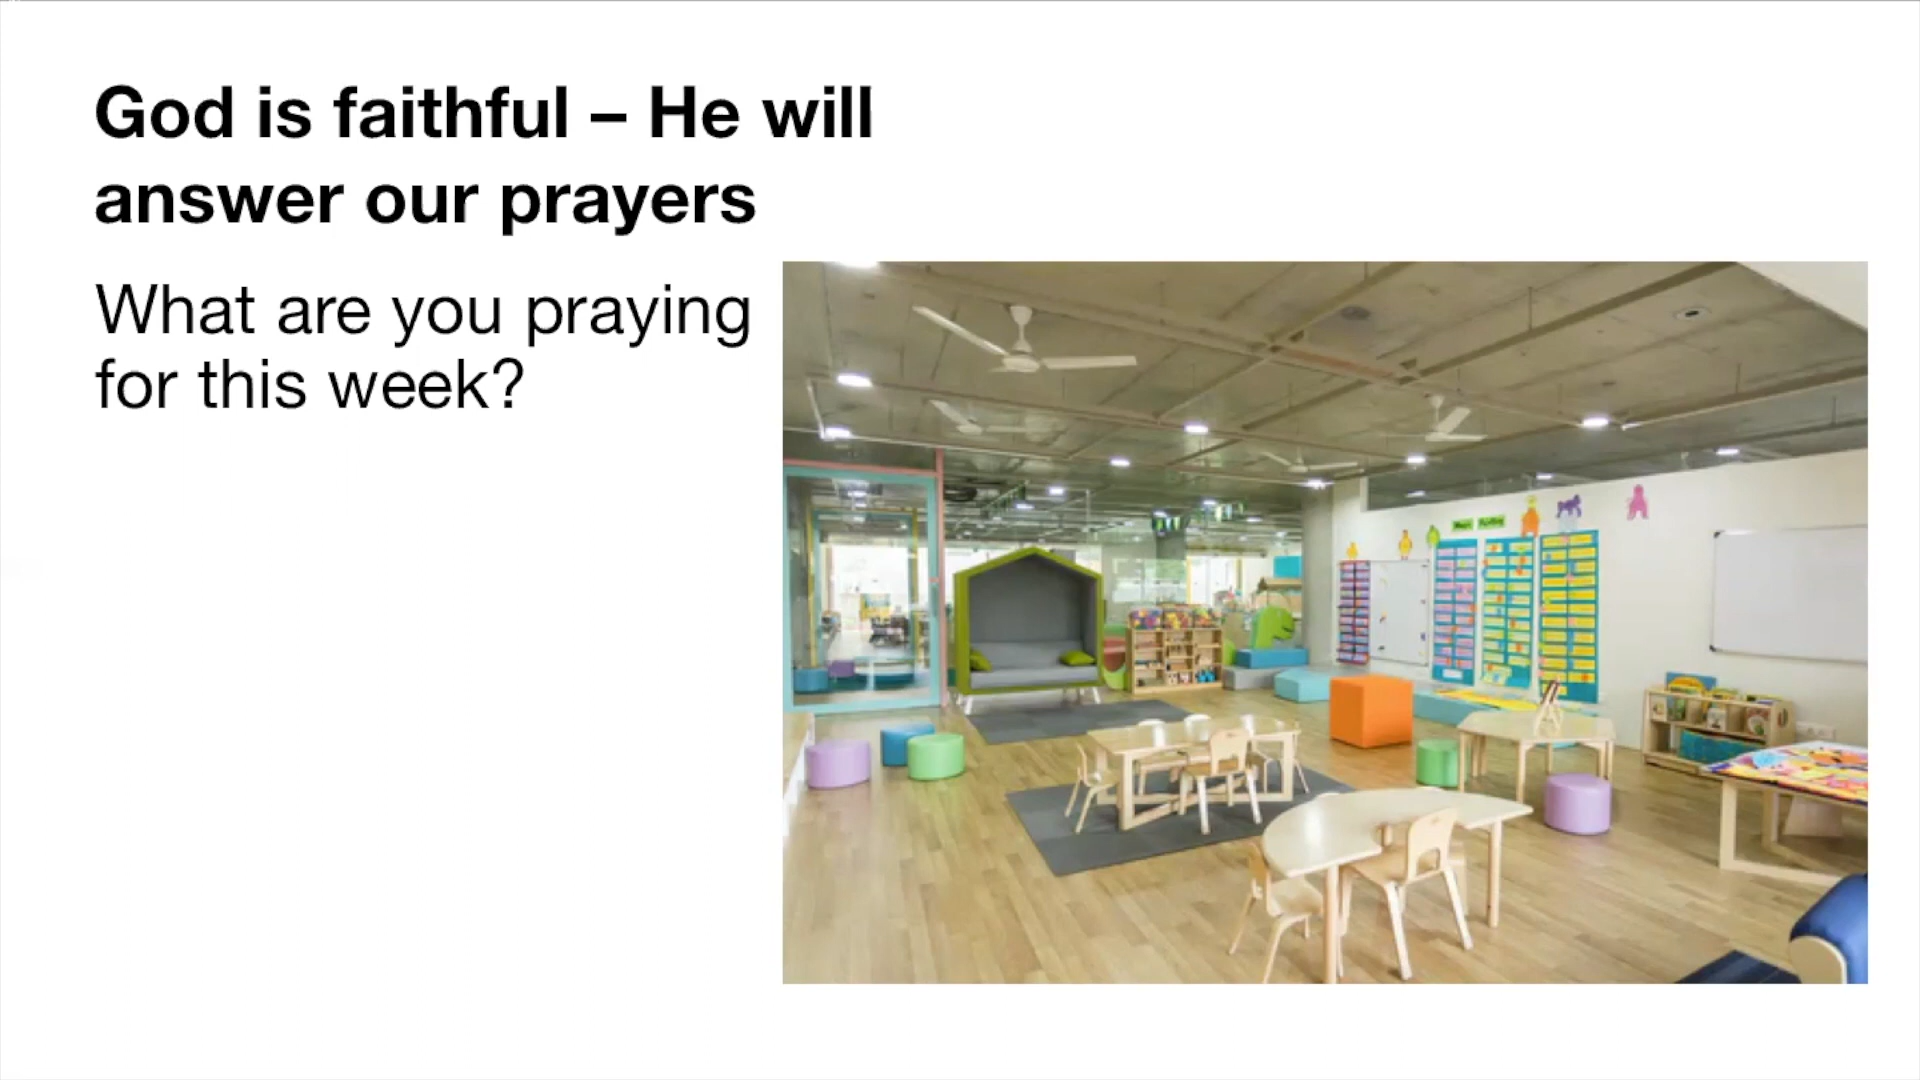 God is faithful – He will
answer our prayers
What are you praying
for this week?